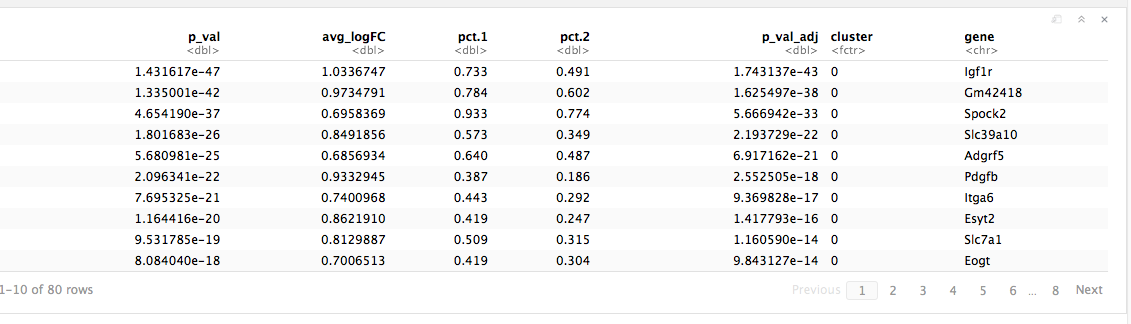 p_val avg_logFC pct.1 pct.2 p_val_adj cluster gene
<dbl> <dbl> <dbl> <dbl> <dbl> <fctr> <chr>
1.431617e-47 1.0336747 0.733 0.491 1.743137e-43 0 Igf1r
1.335001e-42 0.9734791 0.784 0.602 1.625497e-38 0 Gm42418
4.654190e-37 0.6958369 0.933 0.774 5.666942e-33 0 Spock2
1.801683e-26 0.8491856 0.573 0.349 2.193729e-22 0 Slc39a10
5.680981e-25 0.6856934 0.640 0.487 6.917162e-21 0 Adgrf5
2.096341e-22 0.9332945 0.387 0.186 2.552505e-18 0 Pdgfb
7.695325e-21 0.7400968 0.443 0.292 9.369828e-17 0 Itga6
1.164416e-20 0.8621910 0.419 0.247 1.417793e-16 0 Esyt2
9.531785e-19 0.8129887 0.509 0.315 1.160590e-14 0 Slc7a1
8.084040e-18 0.7006513 0.419 0.304 9.843127e-14 0 Eogt
1-10 of 80 rows Previous 1 2 3 4 5 6 ... 8 Next